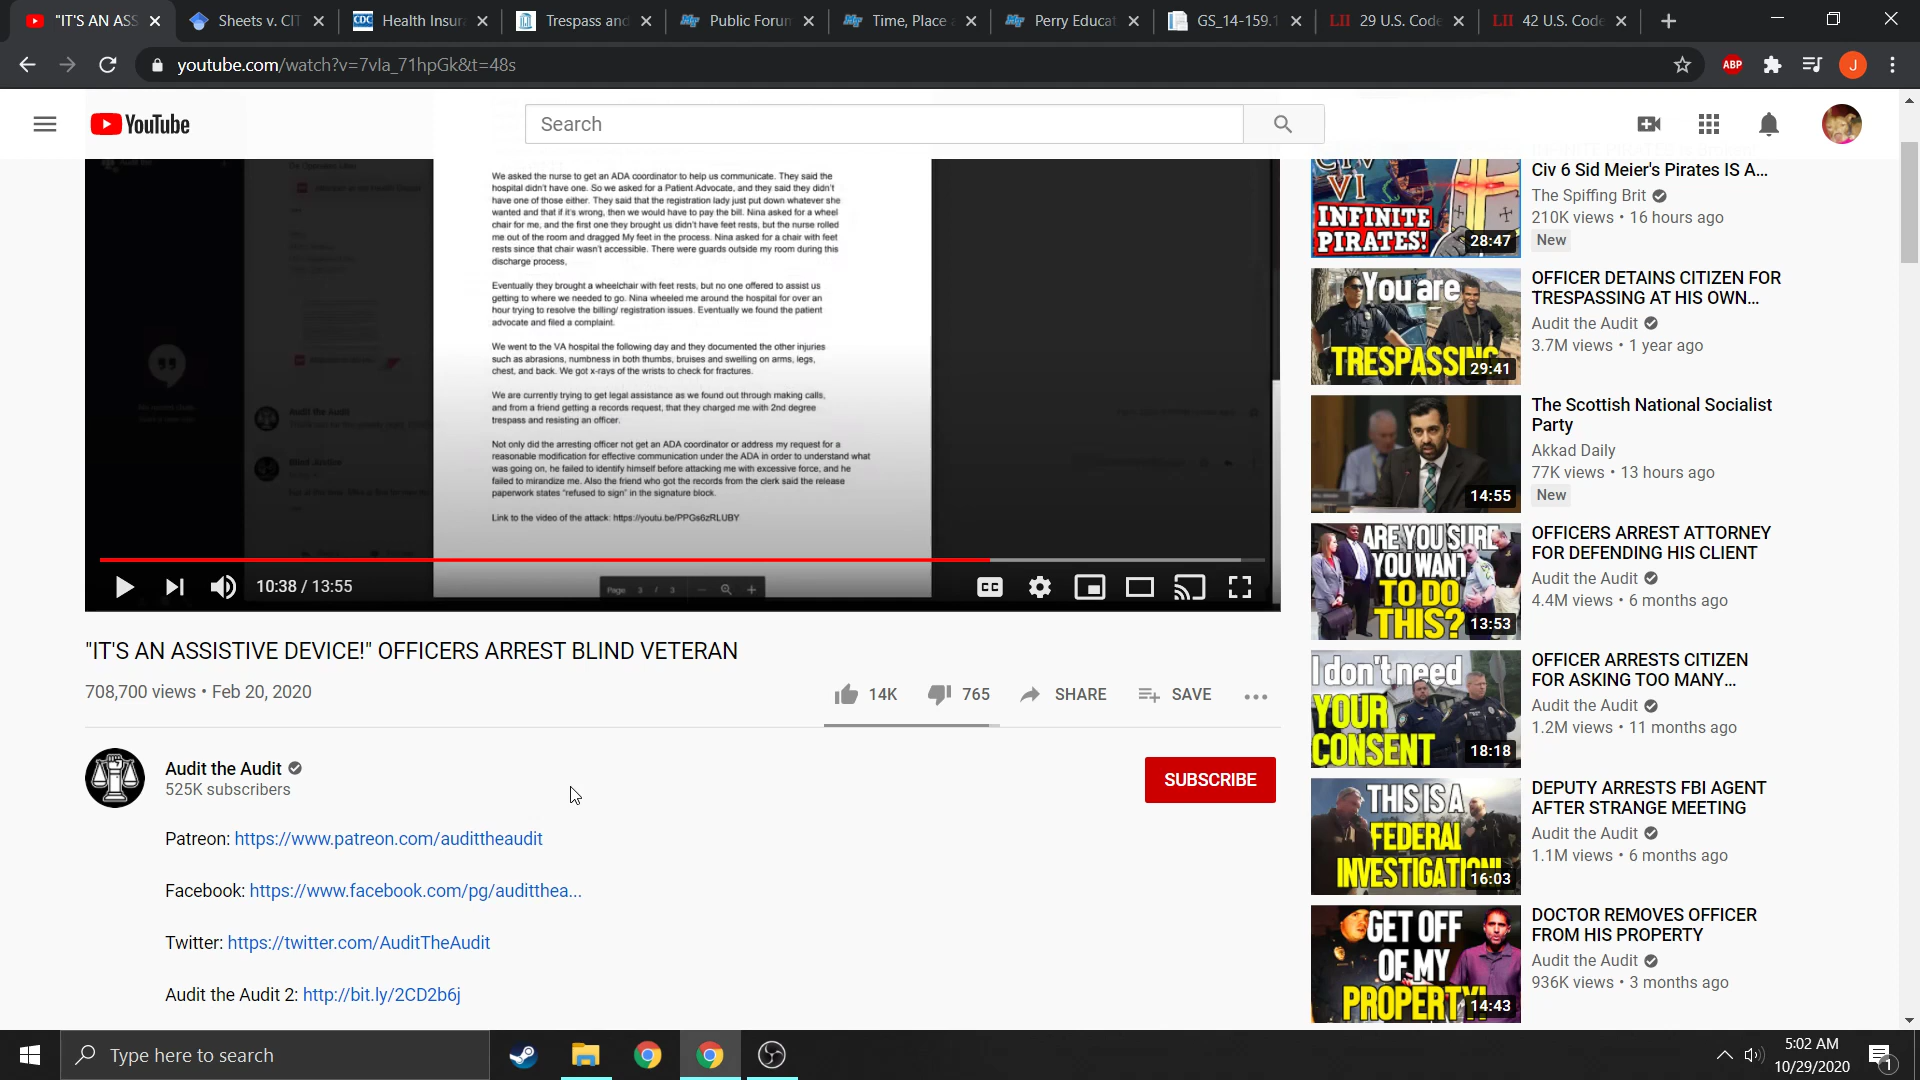 "IT'S AN ASS
Sheets v. CIT
CDC
Health Insur
Trespass and
Public Forum
Time, Place a
Perry Educat
GS_14-159.1
LII 29 U.S. Code
LII 42 U.S. Code
youtube.com/watch?v=7vla_71hpGk&t=48s
ABP
J
YouTube
Search
We asked the nurse to get an ADA coordinator to help us communicate. They said the
hospital didn't have one. So we asked for a Patient Advocate, and they said they didn't
have one of those either. They said that the registration lady just put down whatever she
wanted and that if it's wrong, then we would have to pay the bill. Nina asked for a wheel
chair for me, and the first one they brought us didn't have feet rests, but the nurse rolled
me out of the room and dragged My feet in the process. Nina asked for a chair with feet
rests since that chair wasn't accessible. There were guards outside my room during this
discharge process,
Eventually they brought a wheelchair with feet rests, but no one offered to assist us
getting to where we needed to go. Nina wheeled me around the hospital for over an
hour trying to resolve the billing/ registration issues. Eventually we found the patient
advocate and filed a complaint.
We went to the VA hospital the following day and they documented the other injuries
such as abrasions, numbness in both thumbs, bruises and swelling on arms, legs,
chest, and back. We got x-rays of the wrists to check for fractures.
We are currently trying to get legal assistance as we found out through making calls,
and from a friend getting a records request, that they charged me with 2nd degree
trespass and resisting an officer.
Not only did the arresting officer not get an ADA coordinator or address my request for a
reasonable modification for effective communication under the ADA in order to understand what
was going on, he failed to identify himself before attacking me with excessive force, and he
failed to mirandize me. Also the friend who got the records from the clerk said the release
paperwork states "refused to sign" in the signature block.
Link to the video of the attack: https://youtu.be/PPGs6zRLUBY
Audit the Audit
Blind Justice
Page 3 / 3
10:38 / 13:55
CC
"IT'S AN ASSISTIVE DEVICE!" OFFICERS ARREST BLIND VETERAN
708,700 views • Feb 20, 2020
14K
765
SHARE
SAVE
Audit the Audit
525K subscribers
SUBSCRIBE
Patreon: https://www.patreon.com/audittheaudit
Facebook: https://www.facebook.com/pg/auditthea...
Twitter: https://twitter.com/AuditTheAudit
Audit the Audit 2: http://bit.ly/2CD2b6j
CIV
VI
INFINITE
PIRATES!
28:47
Civ 6 Sid Meier's Pirates IS A...
The Spiffing Brit
210K views • 16 hours ago
New
You are
TRESPASSING
29:41
OFFICER DETAINS CITIZEN FOR
TRESPASSING AT HIS OWN...
Audit the Audit
3.7M views • 1 year ago
14:55
The Scottish National Socialist
Party
Akkad Daily
77K views • 13 hours ago
New
ARE YOU SURE
YOU WANT
TO DO
THIS?
13:53
OFFICERS ARREST ATTORNEY
FOR DEFENDING HIS CLIENT
Audit the Audit
4.4M views • 6 months ago
I don't need
YOUR
CONSENT
18:18
OFFICER ARRESTS CITIZEN
FOR ASKING TOO MANY...
Audit the Audit
1.2M views • 11 months ago
THIS IS A
FEDERAL
INVESTIGATION!
16:03
DEPUTY ARRESTS FBI AGENT
AFTER STRANGE MEETING
Audit the Audit
1.1M views • 6 months ago
GET OFF
OF MY
PROPERTY!
14:43
DOCTOR REMOVES OFFICER
FROM HIS PROPERTY
Audit the Audit
936K views • 3 months ago
Type here to search
5:02 AM
10/29/2020
1